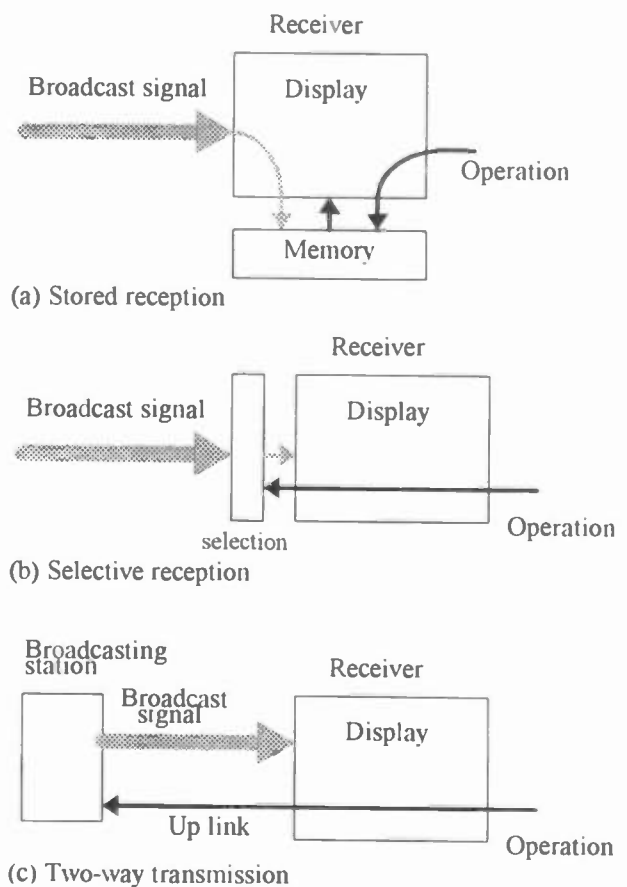 Receiver
Broadcast signal
Display
Operation
Memory
(a) Stored reception
Receiver
Broadcast signal
Display
Operation
selection
(b) Selective reception
Broadcasting
station
Receiver
Broadcast
signal
Display
Up link
Operation
(c) Two-way transmission